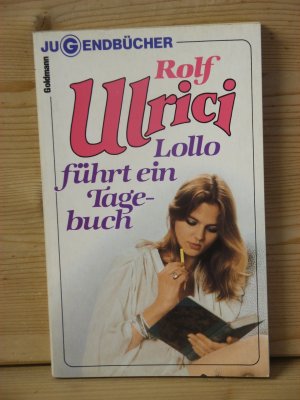 Goldmann
JUGENDBÜCHER
Rolf
Ulrici
Lollo
führt ein
Tage-
buch